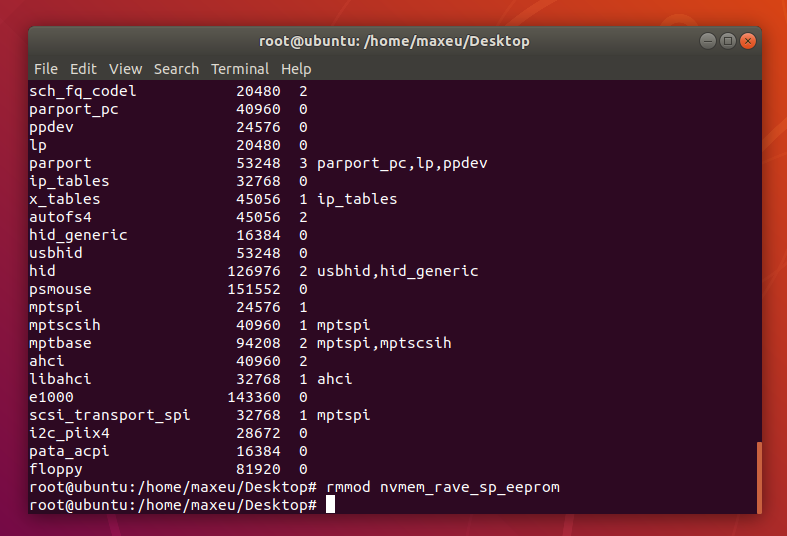 root@ubuntu: /home/maxeu/Desktop
File Edit View Search Terminal Help
sch_fq_codel 20480 2
parport_pc 40960 0
ppdev 24576 0
lp 20480 0
parport 53248 3 parport_pc,lp,ppdev
ip_tables 32768 0
x_tables 45056 1 ip_tables
autofs4 45056 2
hid_generic 16384 0
usbhid 53248 0
hid 126976 2 usbhid,hid_generic
psmouse 151552 0
mptspi 24576 1
mptscsih 40960 1 mptspi
mptbase 94208 2 mptspi,mptscsih
ahci 40960 2
libahci 32768 1 ahci
e1000 143360 0
scsi_transport_spi 32768 1 mptspi
i2c_piix4 28672 0
pata_acpi 16384 0
floppy 81920 0
root@ubuntu:/home/maxeu/Desktop# rmmod nvmem_rave_sp_eeprom
root@ubuntu:/home/maxeu/Desktop#